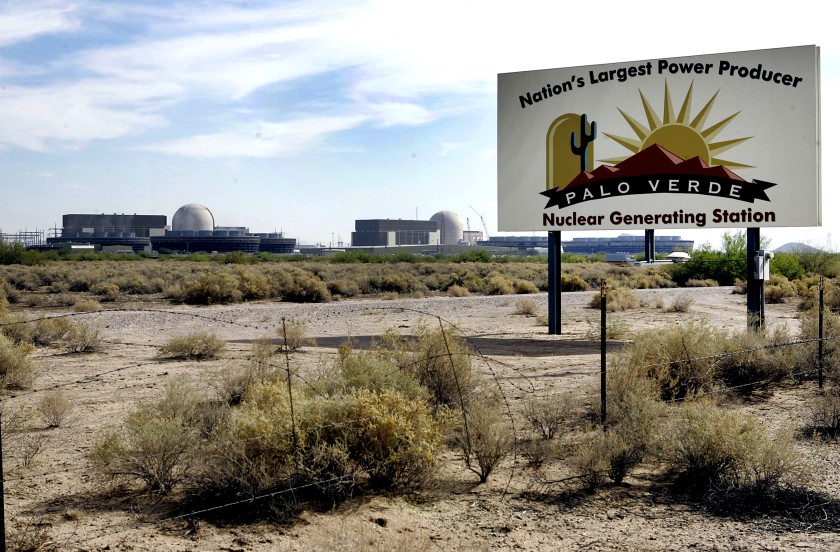 Nation's Largest Power Producer
PALO VERDE
Nuclear Generating Station